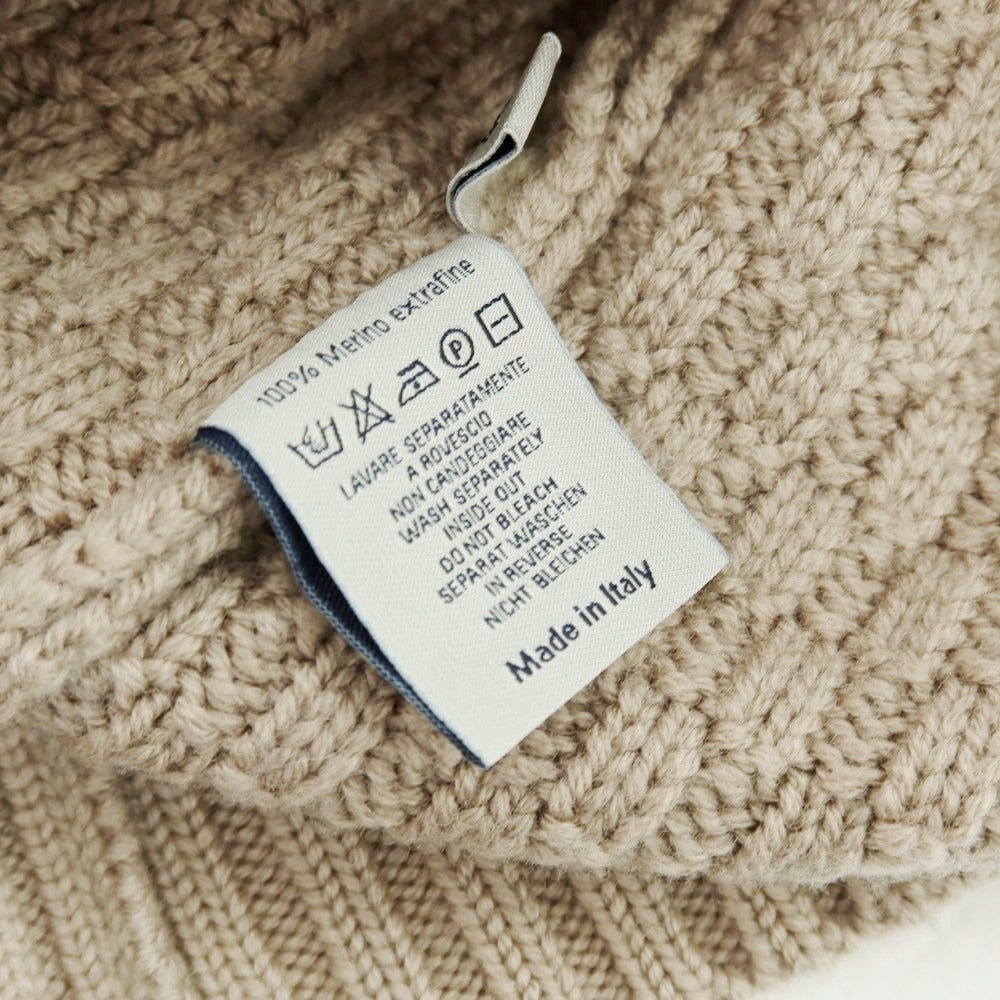 100% Merino extrafine
P
LAVARE SEPARATAMENTE
A ROVESCIO
NON CANDEGGIARE
WASH SEPARATELY
INSIDE OUT
DO NOT BLEACH
SEPARAT WASCHEN
IN REVERSE
NICHT BLEICHEN
Made in Italy